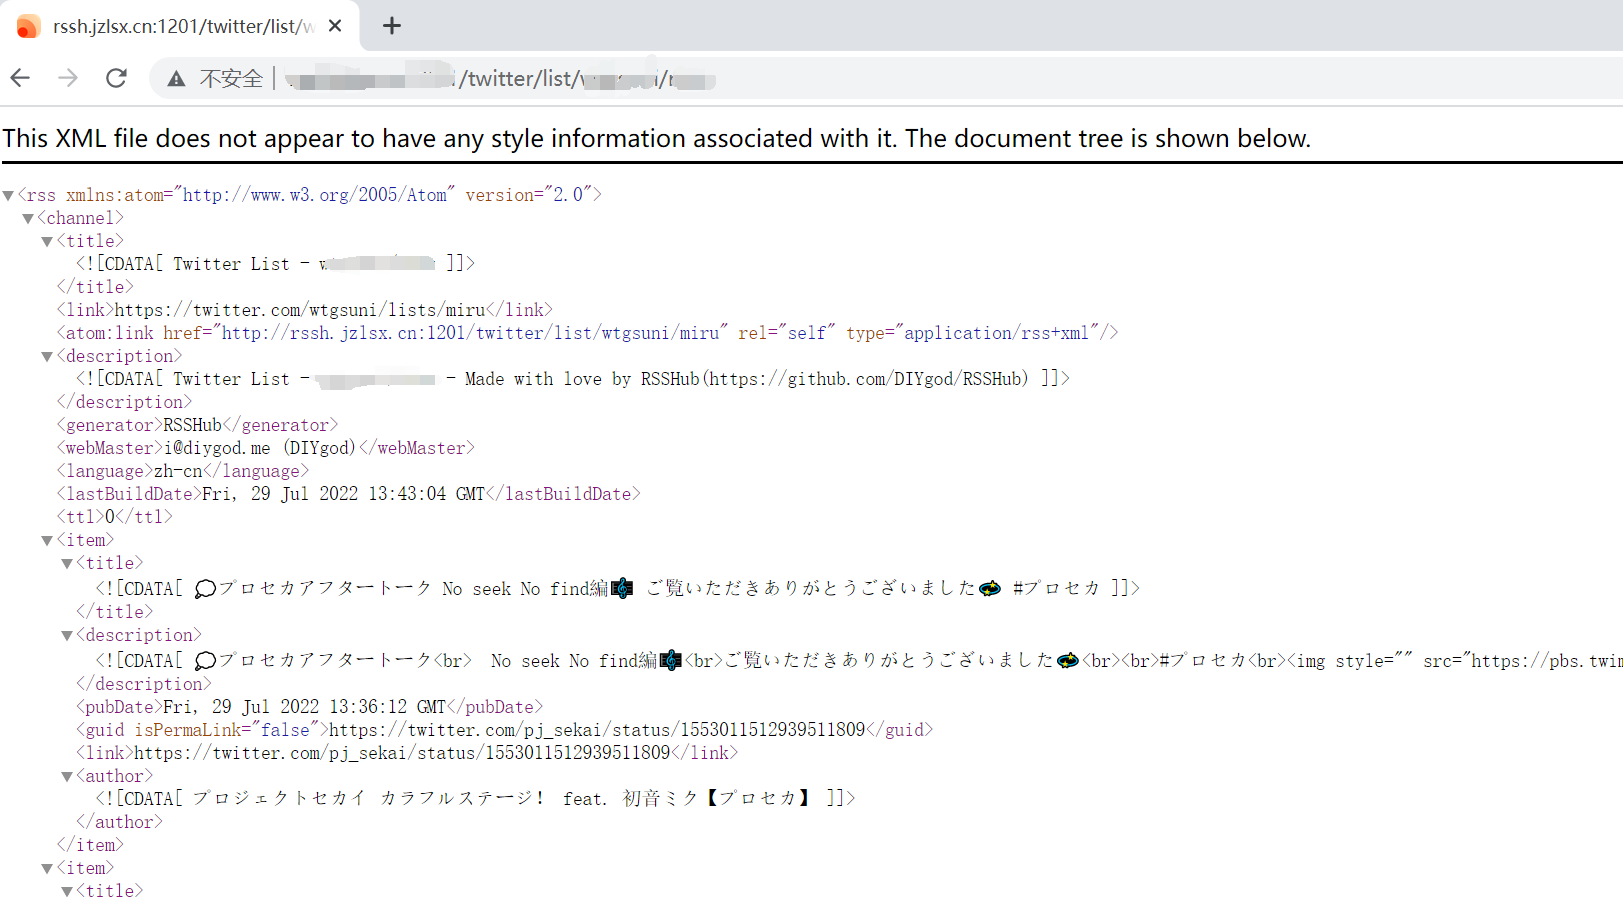 rssh.jzlsx.cn:1201/twitter/list/w
不安全 /twitter/list/
This XML file does not appear to have any style information associated with it. The document tree is shown below.
▼<rss xmlns:atom="http://www.w3.org/2005/Atom" version="2.0">
▼<channel>
▼<title>
<![CDATA[ Twitter List - ]]>
</title>
<link>https://twitter.com/wtgsuni/lists/miru</link>
<atom:link href="http://rssh.jzlsx.cn:1201/twitter/list/wtgsuni/miru" rel="self" type="application/rss+xml"/>
▼<description>
<![CDATA[ Twitter List - - Made with love by RSSHub(https://github.com/DIYgod/RSSHub) ]]>
</description>
<generator>RSSHub</generator>
<webMaster>i@diygod.me (DIYgod)</webMaster>
<language>zh-cn</language>
<lastBuildDate>Fri, 29 Jul 2022 13:43:04 GMT</lastBuildDate>
<ttl>0</ttl>
▼<item>
▼<title>
<![CDATA[ 💭プロセカアフタートーク No seek No find編🎼 ご覧いただきありがとうございました💫 #プロセカ ]]>
</title>
▼<description>
<![CDATA[ 💭プロセカアフタートーク<br>　No seek No find編🎼<br>ご覧いただきありがとうございました💫<br><br>#プロセカ<br><img style="" src="https://pbs.twim
</description>
<pubDate>Fri, 29 Jul 2022 13:36:12 GMT</pubDate>
<guid isPermaLink="false">https://twitter.com/pj_sekai/status/1553011512939511809</guid>
<link>https://twitter.com/pj_sekai/status/1553011512939511809</link>
▼<author>
<![CDATA[ プロジェクトセカイ カラフルステージ! feat. 初音ミク【プロセカ】 ]]>
</author>
</item>
▼<item>
▼<title>